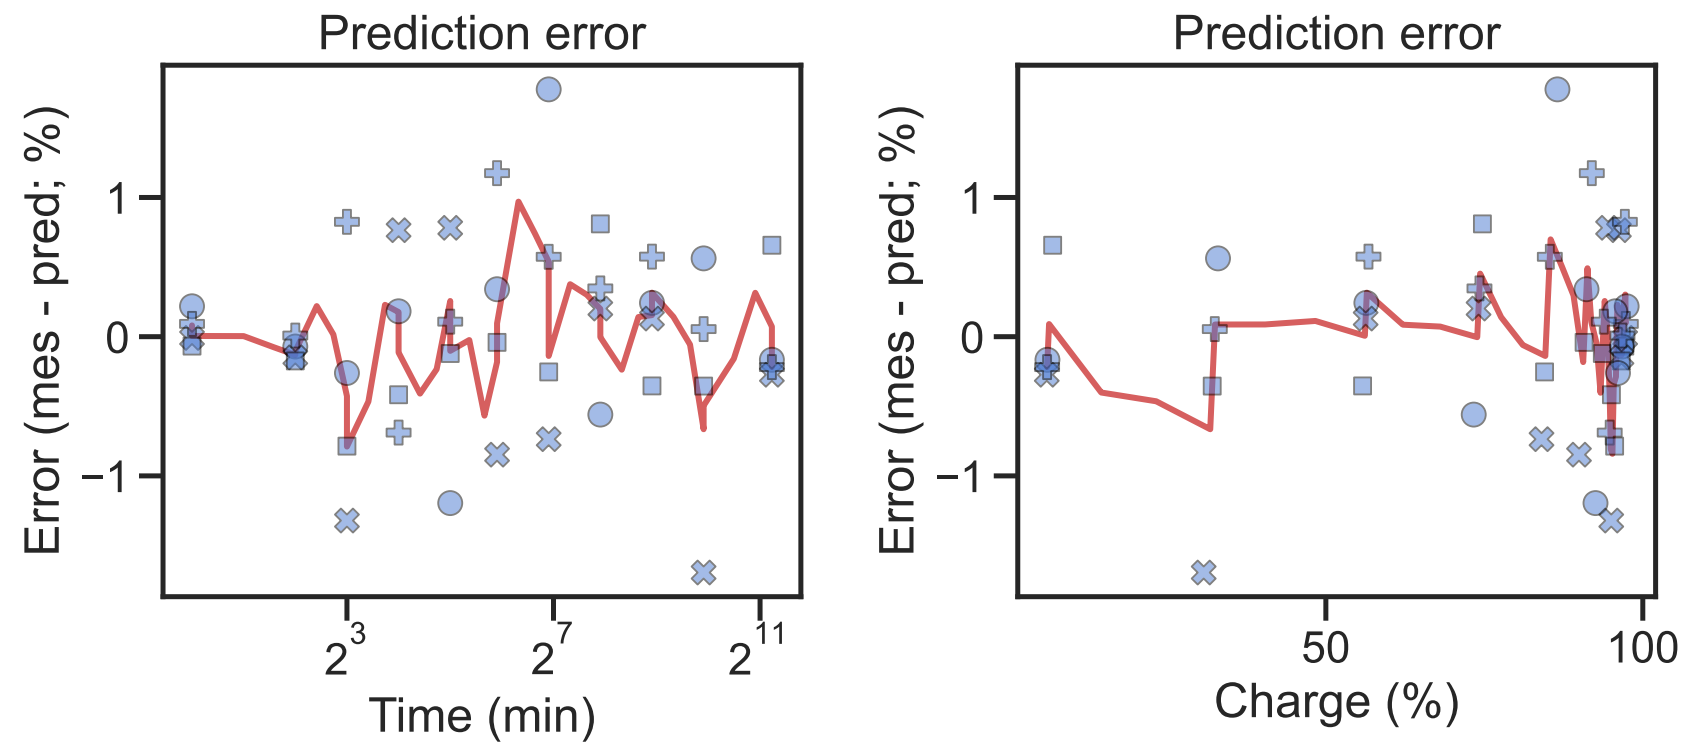 Prediction error
Error (mes - pred; %)
1
0
−1
2^3
2^7
2^11
Time (min)
Prediction error
Error (mes - pred; %)
1
0
−1
50
100
Charge (%)